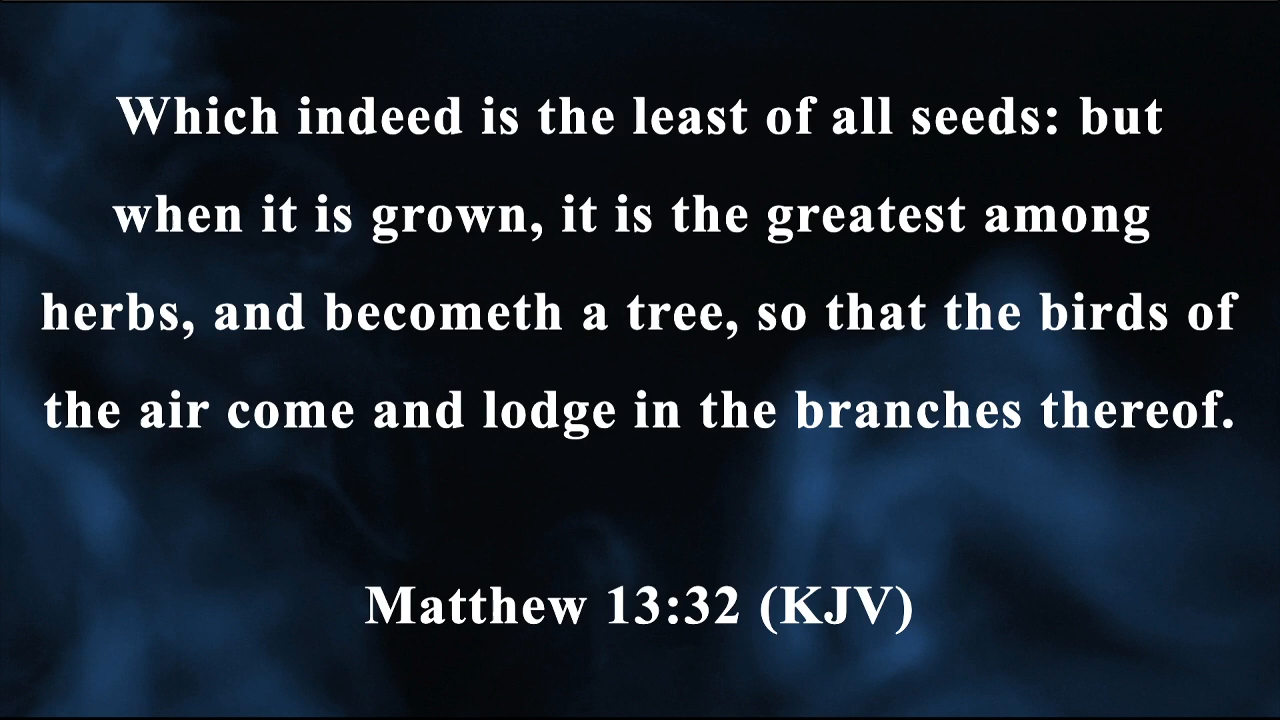 Which indeed is the least of all seeds: but
when it is grown, it is the greatest among
herbs, and becometh a tree, so that the birds of
the air come and lodge in the branches thereof.
Matthew 13:32 (KJV)